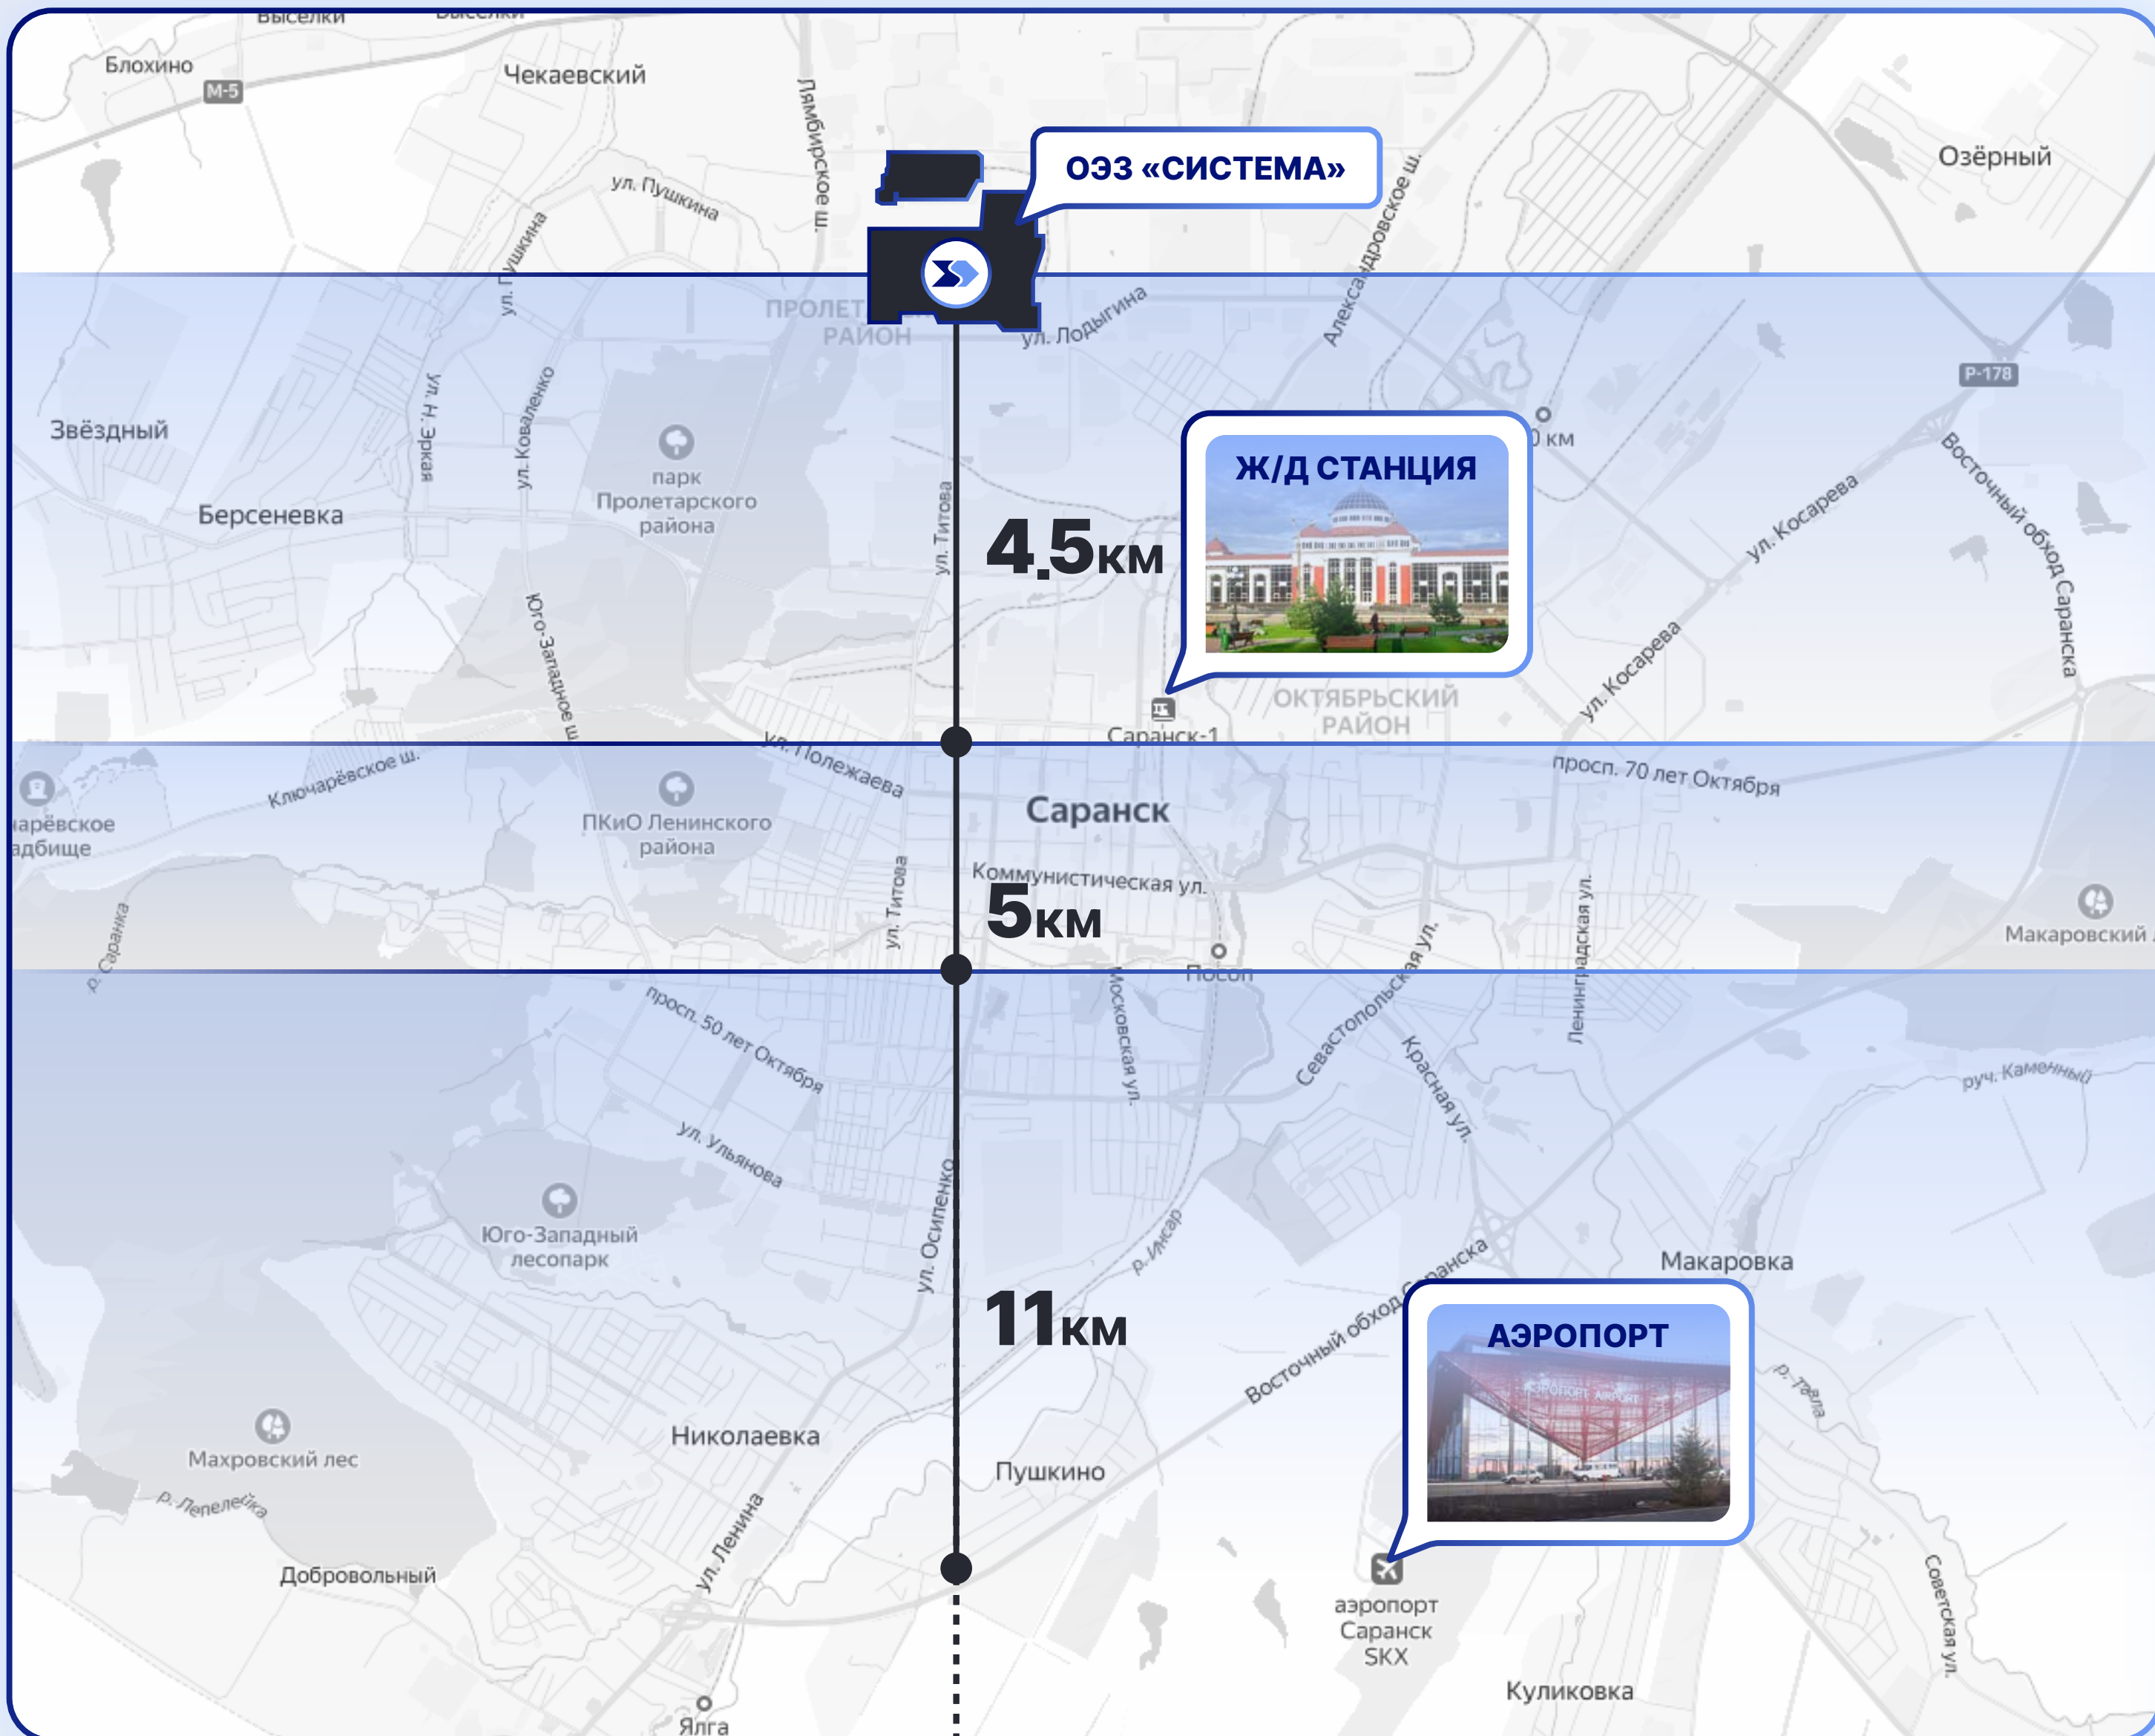 Выселки
Выселки
Блохино
М-5
Чекаевский
Лямбирское ш.
ОЭЗ «СИСТЕМА»
Озёрный
ул. Пушкина
ул. Пушкина
Александровское ш.
ул. Лодыгина
РАЙОН
Р-178
Звёздный
ул. Н. Эркая
ул. Коваленко
парк
Пролетарского
района
Берсеневка
ул. Титова
4.5км
Ж/Д СТАНЦИЯ
0 км
ул. Косарева
Восточный обход Саранска
Юго-Западное ш.
ул. Косарева
ОКТЯБРЬСКИЙ
РАЙОН
Саранск-1
ул. Полежаева
Ключарёвское ш.
просп. 70 лет Октября
ПКиО Ленинского
района
Саранск
Коммунистическая ул.
5км
ул. Титова
р. Саранка
Ленинградская ул.
Макаровский
Посоп
Московская ул.
Севастопольская ул.
Красная ул.
просп. 50 лет Октября
ул. Ульянова
руч. Каменный
Юго-Западный
лесопарк
ул. Осипенко
р. Инсар
11км
Восточный обход Саранска
Макаровка
АЭРОПОРТ
АЭРОПОРТ AIRPORT
р. Тавла
Николаевка
Пушкино
Махровский лес
р. Лепелейка
Добровольный
ул. Ленина
аэропорт
Саранск
SKX
Советская ул.
Куликовка
Ялга